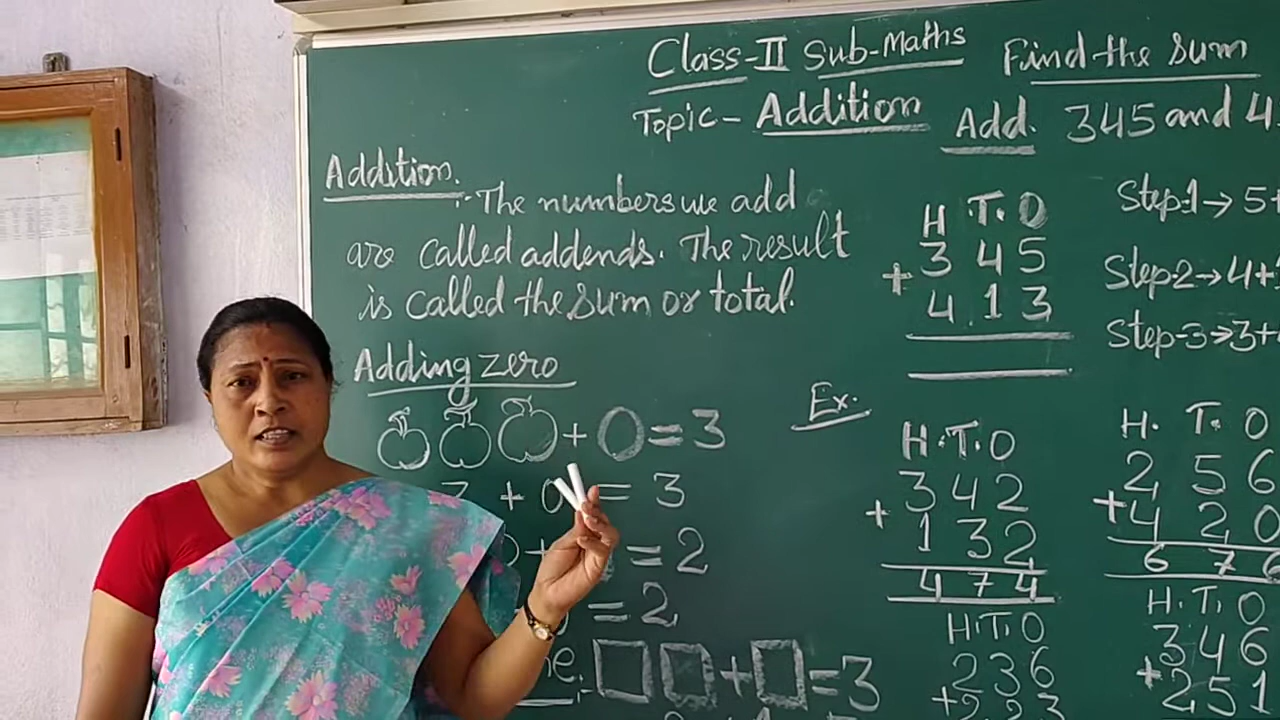 Class-II Sub-Maths
Topic- Addition
Addition:-
The numbers we add
are called addends. The result
is called the sum or total.
Adding zero
+ 0 = 3
3 + 0 = 3
= 2
= 2
+ = 3
Find the sum
Add. 345 and
H T. O
3 4 5
+ 4 1 3
Step-1→ 5+
Step-2→4+
Step-3→3+
Ex.
H.T.O
3 4 2
+ 1 3 2
4 7 4
H.T.O
2 3 6
+ 2 2 3
H. T. O
2 5 6
+ 4 2 0
6 7 6
H.T.O
3 4 6
+ 2 5 1